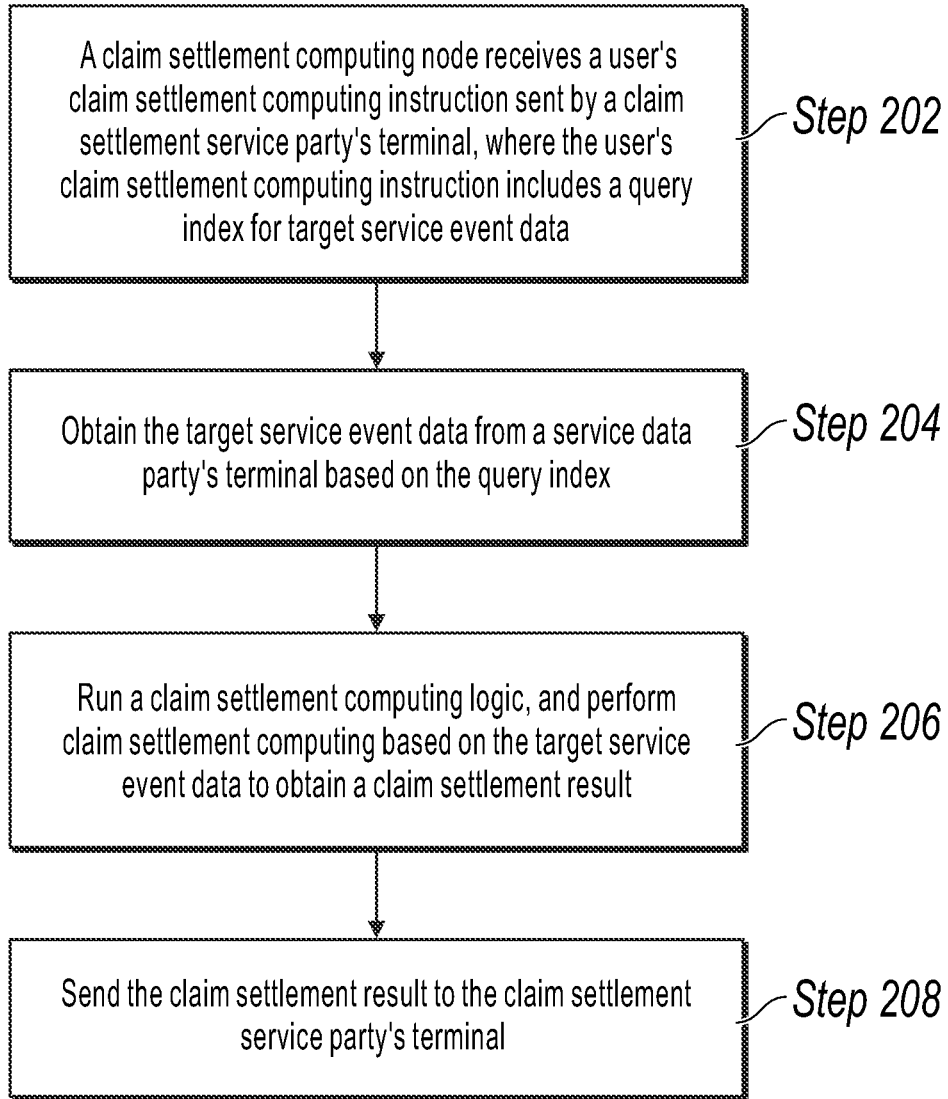 A claim settlement computing node receives a user's
claim settlement computing instruction sent by a claim
settlement service party's terminal, where the user's
claim settlement computing instruction includes a query
index for target service event data
Step 202
Obtain the target service event data from a service data
party's terminal based on the query index
Step 204
Run a claim settlement computing logic, and perform
claim settlement computing based on the target service
event data to obtain a claim settlement result
Step 206
Send the claim settlement result to the claim settlement
service party's terminal
Step 208